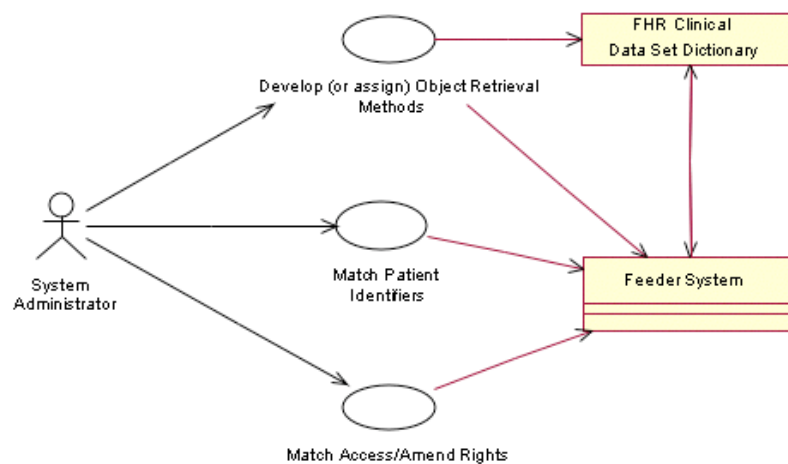 FHR Clinical
Data Set Dictionary
Develop (or assign) Object Retrieval
Methods
System
Administrator
Match Patient
Identifiers
Feeder System
Match Access/Amend Rights